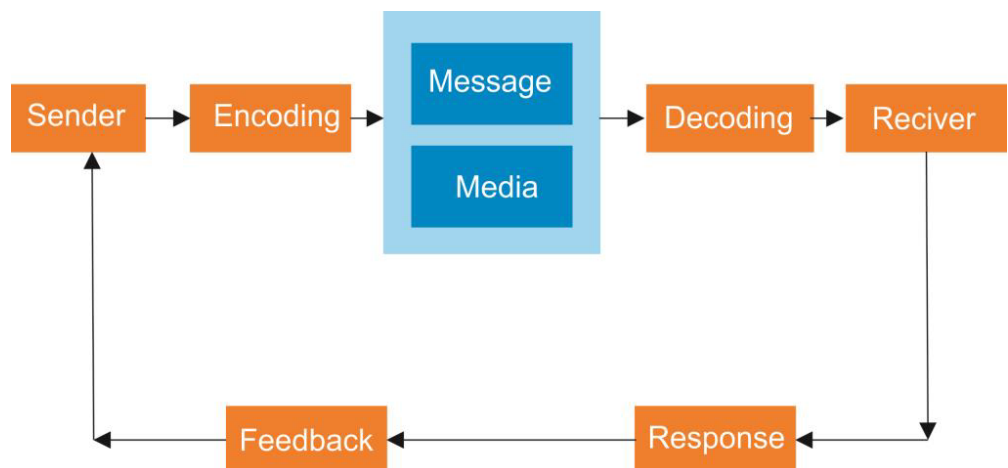 Sender
Encoding
Message
Media
Decoding
Reciver
Feedback
Response